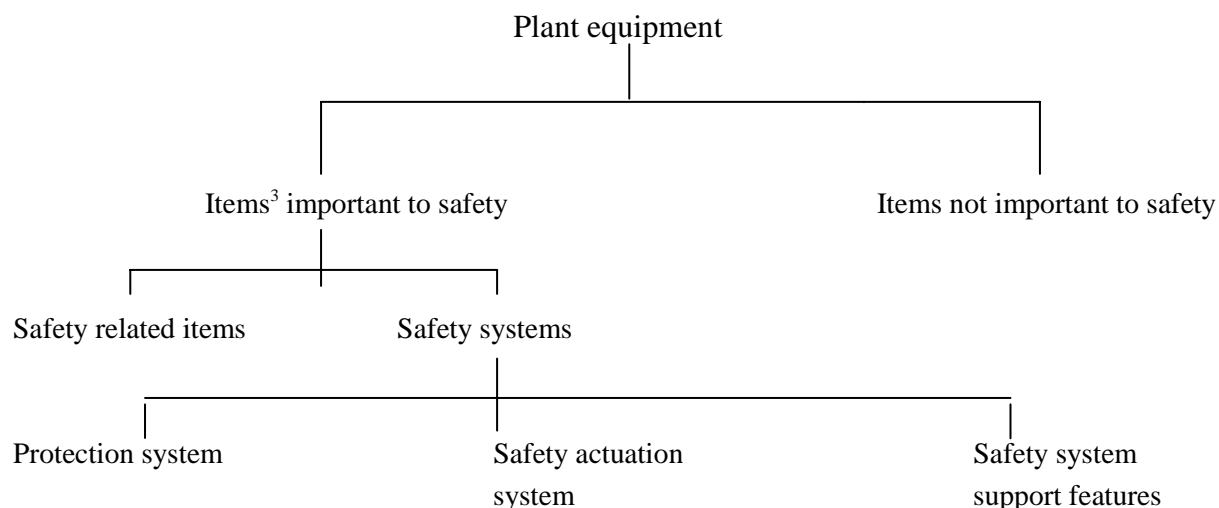 Plant equipment
Items³ important to safety
Items not important to safety
Safety related items
Safety systems
Protection system
Safety actuation
system
Safety system
support features